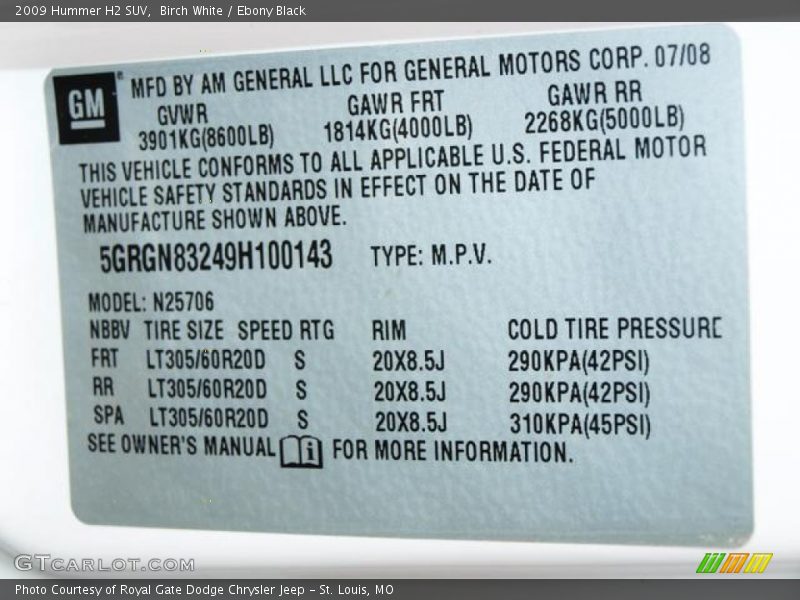 2009 Hummer H2 SUV,  Birch White / Ebony Black
GM
® MFD BY AM GENERAL LLC FOR GENERAL MOTORS CORP. 07/08
GVWR GAWR FRT GAWR RR
3901KG(8600LB) 1814KG(4000LB) 2268KG(5000LB)
THIS VEHICLE CONFORMS TO ALL APPLICABLE U.S. FEDERAL MOTOR
VEHICLE SAFETY STANDARDS IN EFFECT ON THE DATE OF
MANUFACTURE SHOWN ABOVE.
5GRGN83249H100143 TYPE: M.P.V.
MODEL: N25706
NBBV TIRE SIZE SPEED RTG RIM COLD TIRE PRESSURE
FRT LT305/60R20D S 20X8.5J 290KPA(42PSI)
RR LT305/60R20D S 20X8.5J 290KPA(42PSI)
SPA LT305/60R20D S 20X8.5J 310KPA(45PSI)
SEE OWNER'S MANUAL i FOR MORE INFORMATION.
GTCARLOT.COM
Photo Courtesy of Royal Gate Dodge Chrysler Jeep – St. Louis, MO